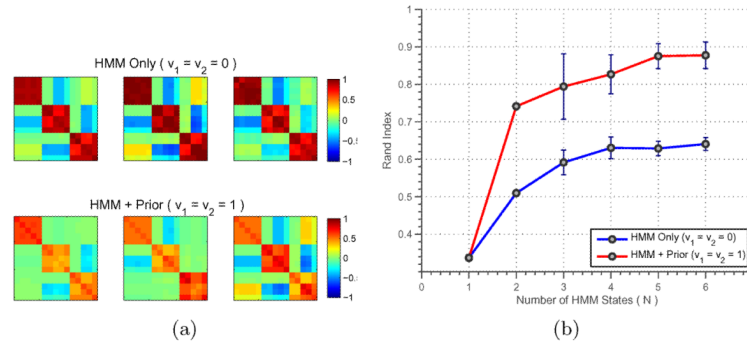 HMM Only ( v1 = v2 = 0)
1
0.5
0
−0.5
−1
HMM + Prior ( v1 = v2 = 1)
1
0.5
0
−0.5
−1
(a)
1
0.9
0.8
0.7
0.6
0.5
0.4
Rand Index
0 1 2 3 4 5 6
Number of HMM States ( N )
HMM Only (v1 = v2 = 0)
HMM + Prior (v1 = v2 = 1)
(b)